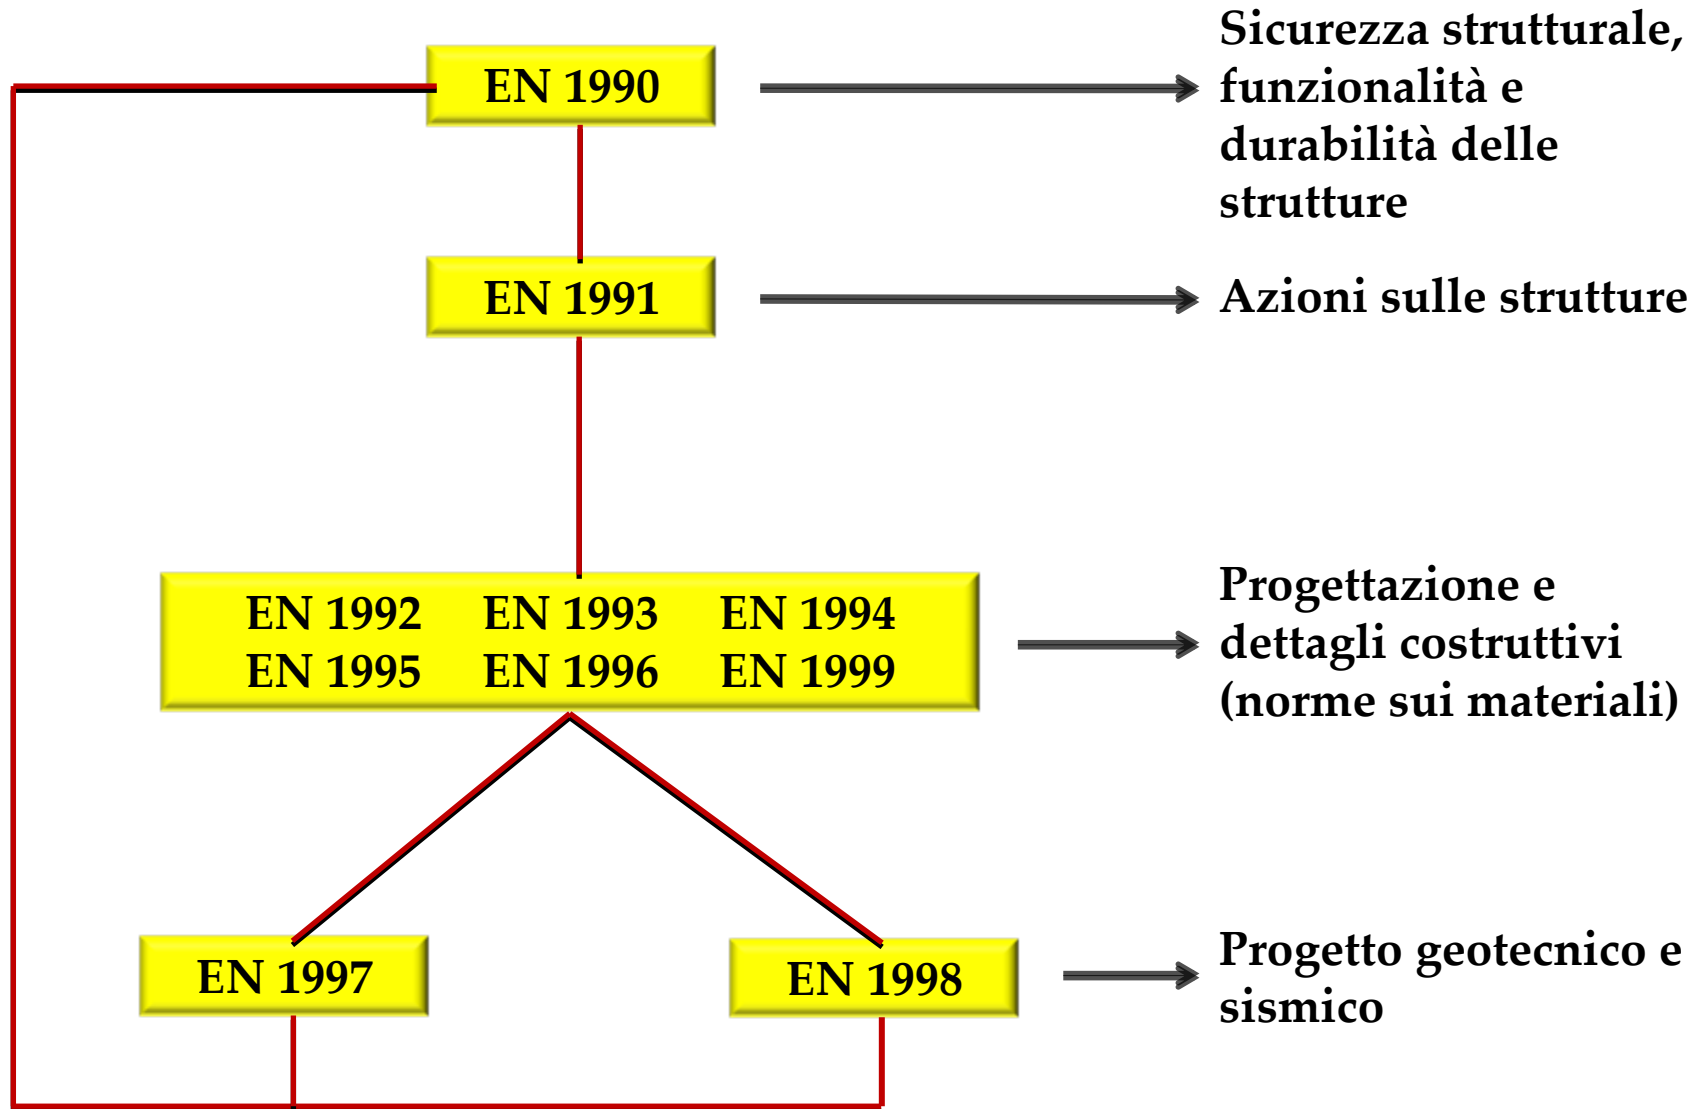 EN 1990
Sicurezza strutturale,
funzionalità e
durabilità delle
strutture
EN 1991
Azioni sulle strutture
EN 1992 EN 1993 EN 1994
EN 1995 EN 1996 EN 1999
Progettazione e
dettagli costruttivi
(norme sui materiali)
EN 1997
EN 1998
Progetto geotecnico e
sismico